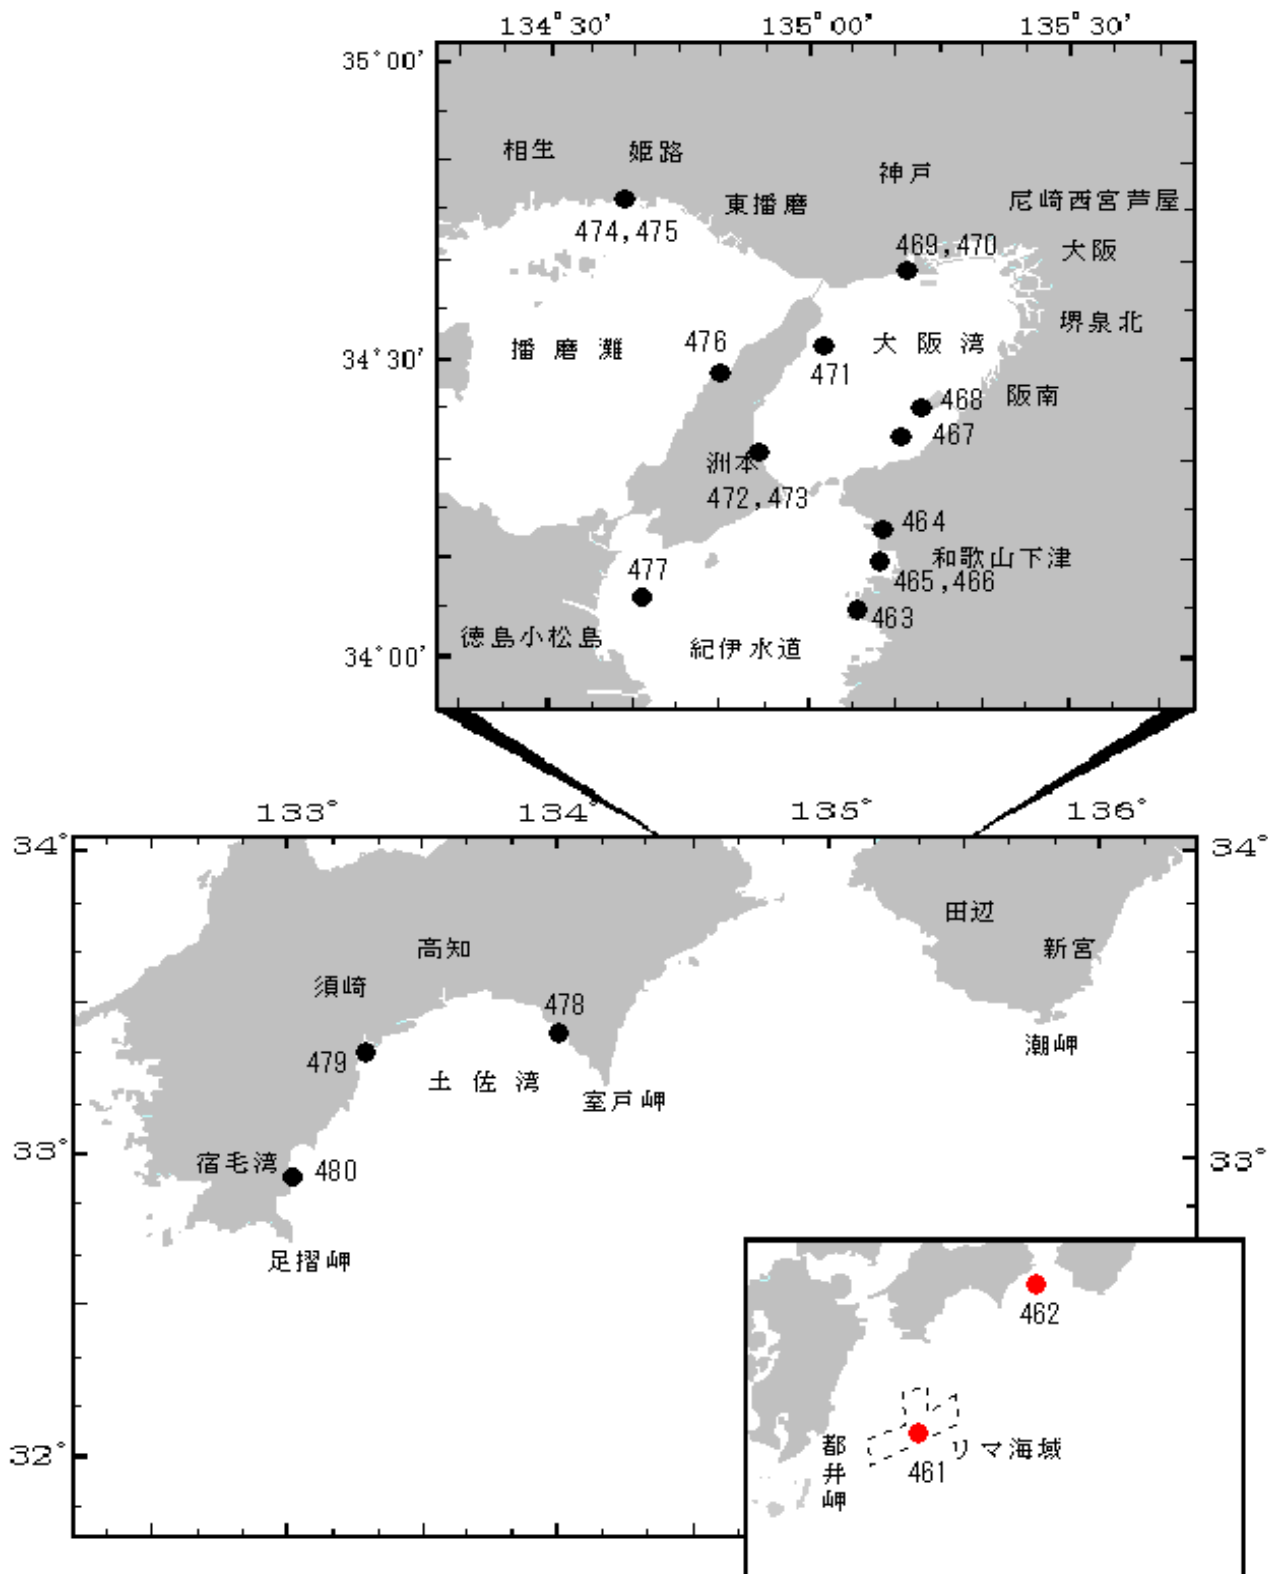 134°30' 135°00' 135°30'
35°00'
相生 姫路
神戸
東播磨 尼崎西宮芦屋
474,475 469,470 大阪
堺泉北
播磨灘 476 大阪湾
34°30'
471
阪南
468
467
洲本
472,473
464
和歌山下津
477 465,466
463
徳島小松島 紀伊水道
34°00'
133° 134° 135° 136°
34° 34°
田辺
高知 新宮
須崎
478
潮岬
479
土佐湾
室戸岬
33° 33°
宿毛湾 480
足摺岬
462
都井岬
リマ海域
32°
461